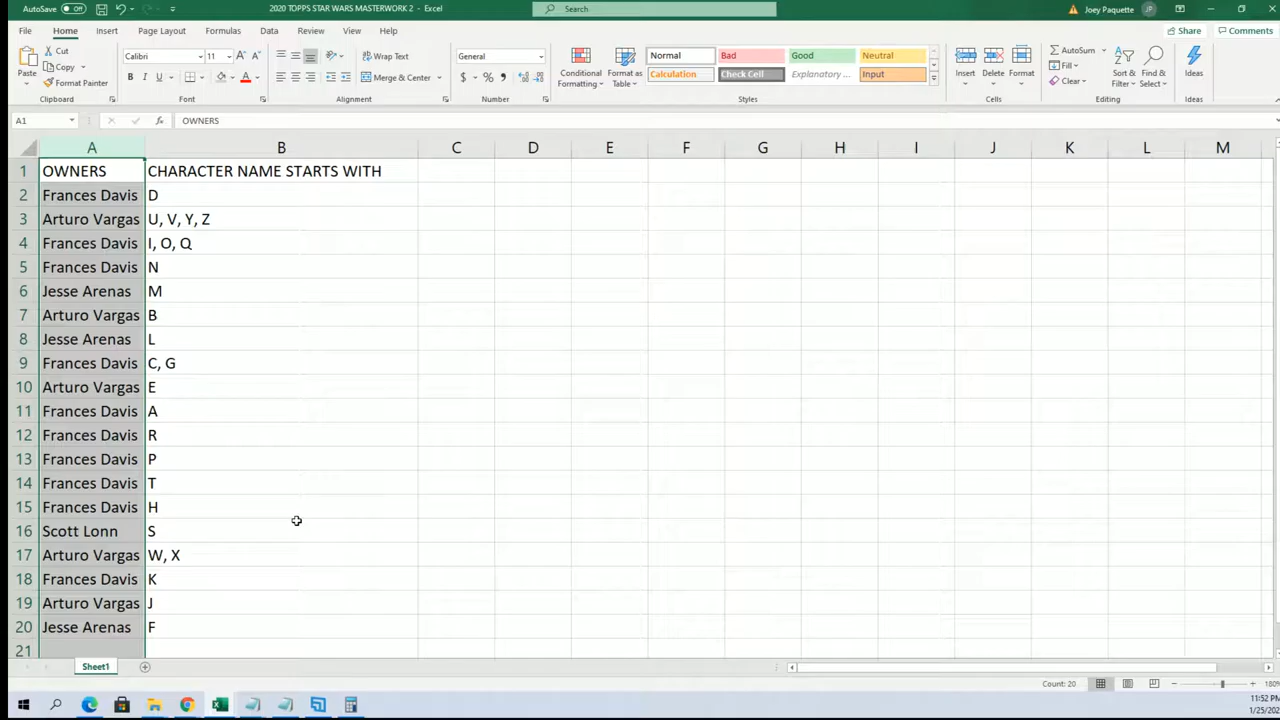 AutoSave Off 2020 TOPPS STAR WARS MASTERWORK 2 - Excel Search Joey Paquette JP
File Home Insert Page Layout Formulas Data Review View Help Share Comments
Paste Cut Copy Format Painter Clipboard
Calibri 11 B I U A Font
Wrap Text Merge & Center Alignment
General $ % Number
Conditional Formatting Format as Table Normal Bad Good Neutral
Calculation Check Cell Explanatory ... Input Styles
Insert Delete Format Cells
AutoSum Fill Clear Sort & Filter Find & Select Editing
Ideas Ideas
A1 fx OWNERS
A B C D E F G H I J K L M
1 OWNERS CHARACTER NAME STARTS WITH
2 Frances Davis D
3 Arturo Vargas U, V, Y, Z
4 Frances Davis I, O, Q
5 Frances Davis N
6 Jesse Arenas M
7 Arturo Vargas B
8 Jesse Arenas L
9 Frances Davis C, G
10 Arturo Vargas E
11 Frances Davis A
12 Frances Davis R
13 Frances Davis P
14 Frances Davis T
15 Frances Davis H
16 Scott Lonn S
17 Arturo Vargas W, X
18 Frances Davis K
19 Arturo Vargas J
20 Jesse Arenas F
21
Sheet1
Count: 20 180%
11:52 PM